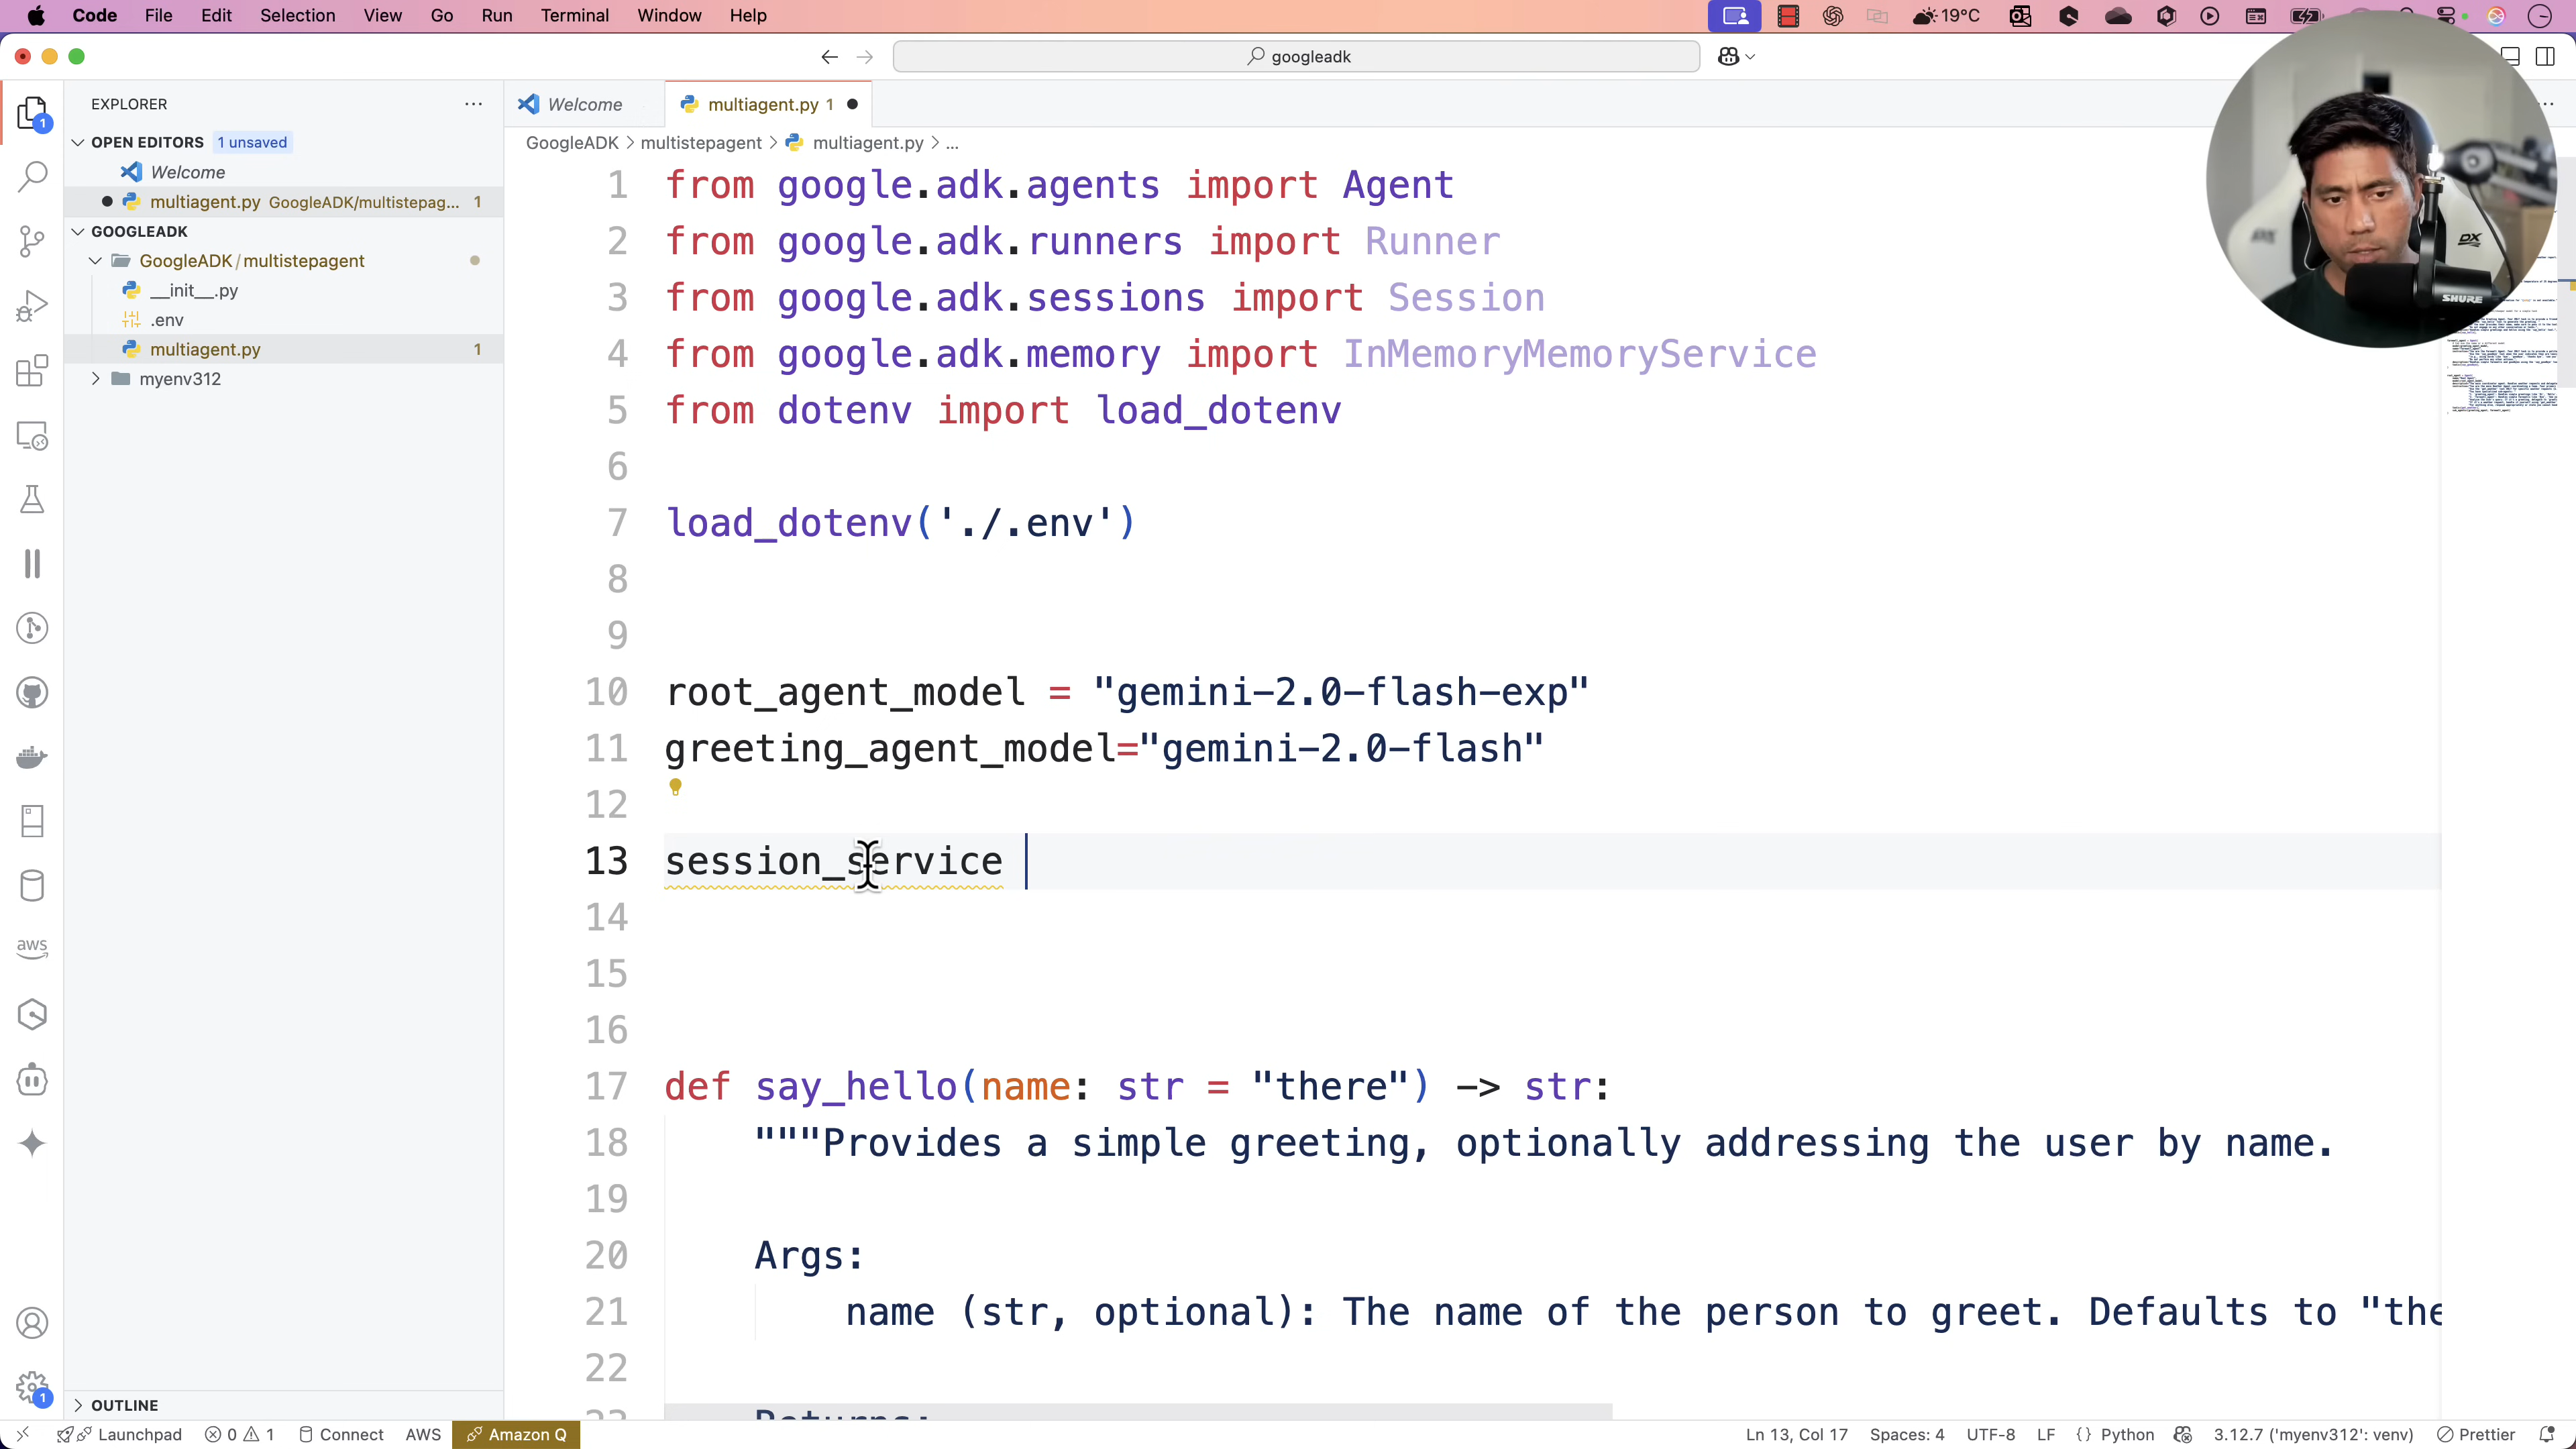 Code File Edit Selection View Go Run Terminal Window Help 19°C
googleadk
EXPLORER
OPEN EDITORS 1 unsaved
Welcome
multiagent.py GoogleADK/multistepag... 1
GOOGLEADK
GoogleADK/multistepagent
__init__.py
.env
multiagent.py 1
myenv312
OUTLINE
Welcome multiagent.py 1
GoogleADK > multistepagent > multiagent.py > ...
1 from google.adk.agents import Agent
2 from google.adk.runners import Runner
3 from google.adk.sessions import Session
4 from google.adk.memory import InMemoryMemoryService
5 from dotenv import load_dotenv
6
7 load_dotenv('./.env')
8
9
10 root_agent_model = "gemini-2.0-flash-exp"
11 greeting_agent_model="gemini-2.0-flash"
12
13 session_service
14
15
16
17 def say_hello(name: str = "there") -> str:
18 """Provides a simple greeting, optionally addressing the user by name.
19
20 Args:
21 name (str, optional): The name of the person to greet. Defaults to "the
22
23 Returns:
aws
1
1
DX
SHURE
Launchpad 0 1 Connect AWS Amazon Q Ln 13, Col 17 Spaces: 4 UTF-8 LF {} Python 3.12.7 ('myenv312': venv) Prettier